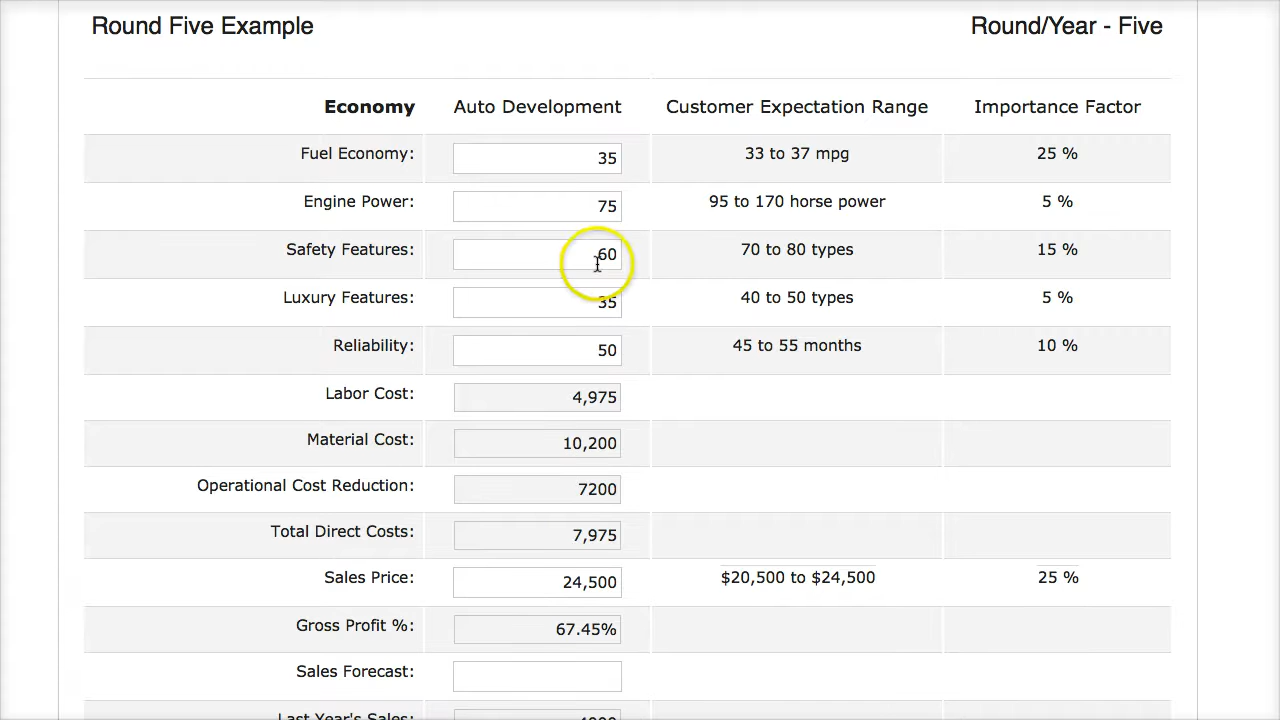 Round Five Example Round/Year - Five
Economy Auto Development Customer Expectation Range Importance Factor
Fuel Economy: 35 33 to 37 mpg 25 %
Engine Power: 75 95 to 170 horse power 5 %
Safety Features: 60 70 to 80 types 15 %
Luxury Features: 35 40 to 50 types 5 %
Reliability: 50 45 to 55 months 10 %
Labor Cost: 4,975
Material Cost: 10,200
Operational Cost Reduction: 7200
Total Direct Costs: 7,975
Sales Price: 24,500 $20,500 to $24,500 25 %
Gross Profit %: 67.45%
Sales Forecast:
Last Year's Sales: 4000